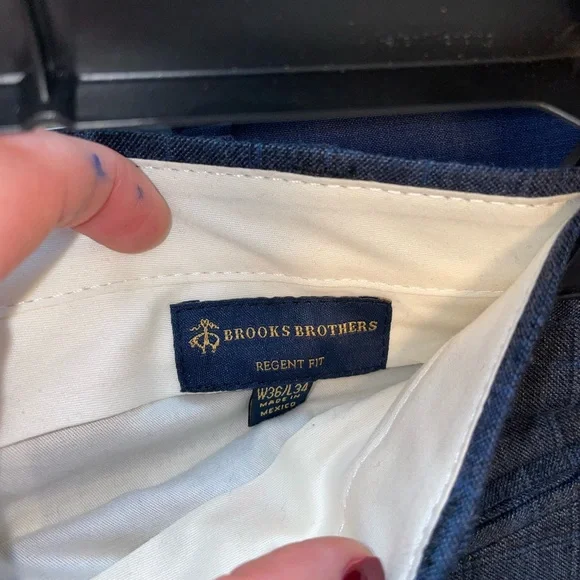 BROOKS BROTHERS
REGENT FIT
W36/L34
MADE IN
MEXICO